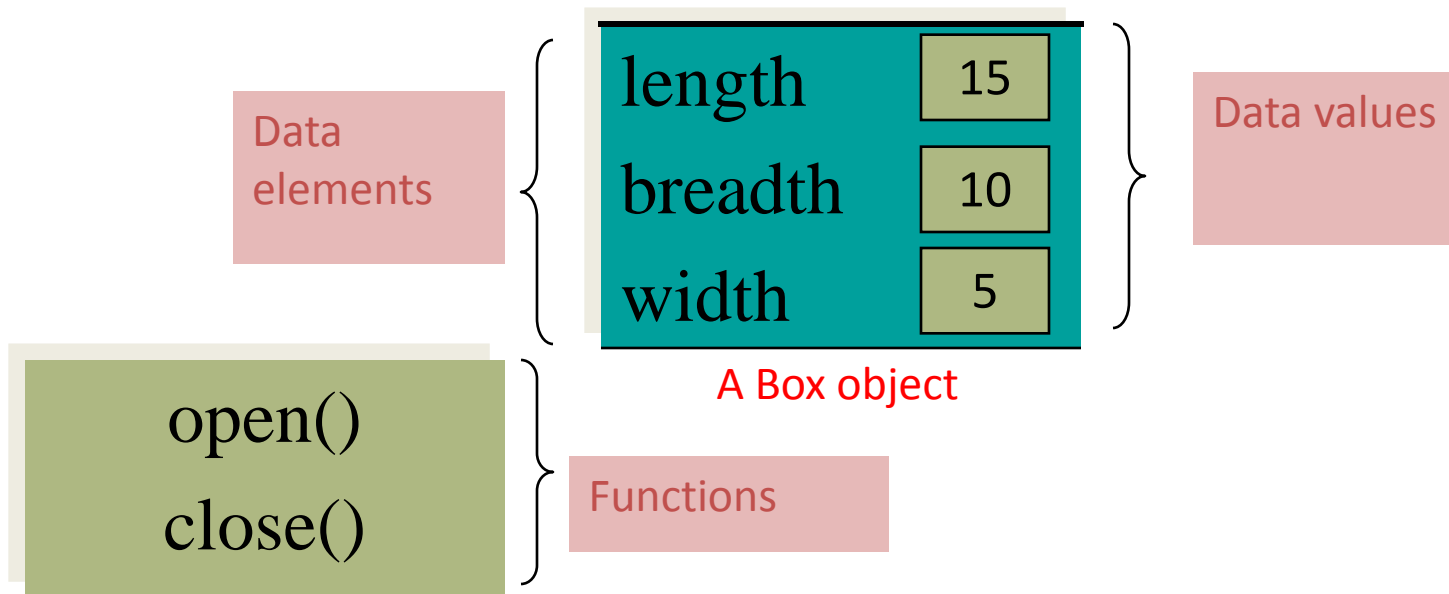 Data
elements
length 15
breadth 10
width 5
Data values
A Box object
open()
close()
Functions